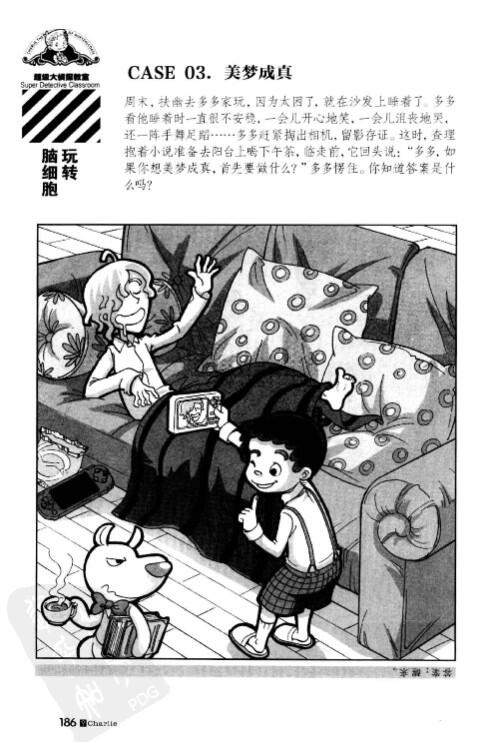 超级大侦探教室
Super Detective Classroom
玩转
脑细胞
CASE 03. 美梦成真
周末，扶幽去多多家玩，因为太困了，就在沙发上睡着了。多多
看他睡着时一直很不安稳，一会儿开心地笑，一会儿沮丧地哭，
还一阵手舞足蹈……多多赶紧掏出相机，留影存证。这时，查理
抱着小说准备去阳台上喝下午茶，临走前，它回头说：“多多，如
果你想美梦成真，首先要做什么？”多多愣住。你知道答案是什
么吗？
答案：醒来。
186 Charlie
PDG